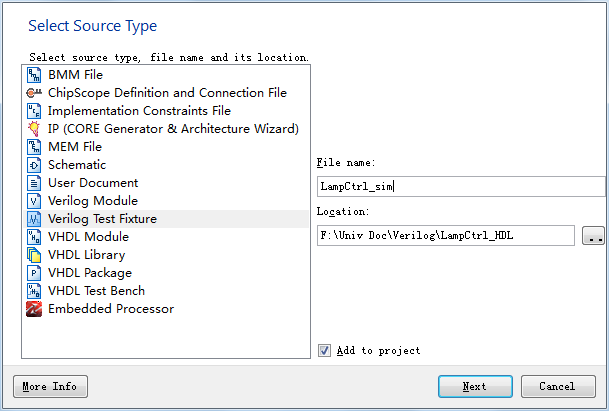 Select Source Type
Select source type, file name and its location.
BMM File
ChipScope Definition and Connection File
Implementation Constraints File
IP (CORE Generator & Architecture Wizard)
MEM File
Schematic
User Document
Verilog Module
Verilog Test Fixture
VHDL Module
VHDL Library
VHDL Package
VHDL Test Bench
Embedded Processor
File name:
LampCtrl_sim
Location:
F:\Univ Doc\Verilog\LampCtrl_HDL
..
Add to project
More Info
Next
Cancel